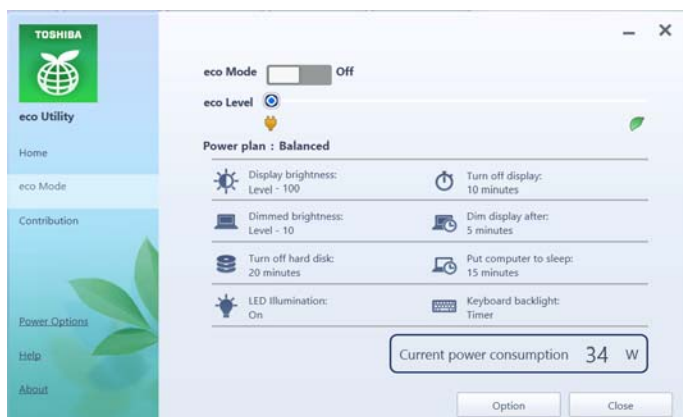 TOSHIBA
eco Utility
Home
eco Mode
Contribution
Power Options
Help
About
eco Mode Off
eco Level
Power plan : Balanced
Display brightness:
Level - 100
Turn off display:
10 minutes
Dimmed brightness:
Level - 10
Dim display after:
5 minutes
Turn off hard disk:
20 minutes
Put computer to sleep:
15 minutes
LED Illumination:
On
Keyboard backlight:
Timer
Current power consumption 34 W
Option Close